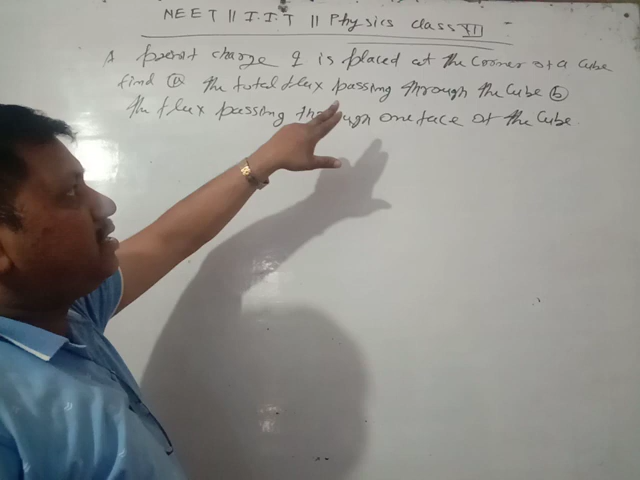 NEET || I.I.T || Physics class XII
A point charge q is placed at the corner of a cube
find (a) the total flux passing through the cube (b)
the flux passing through one face of the cube.